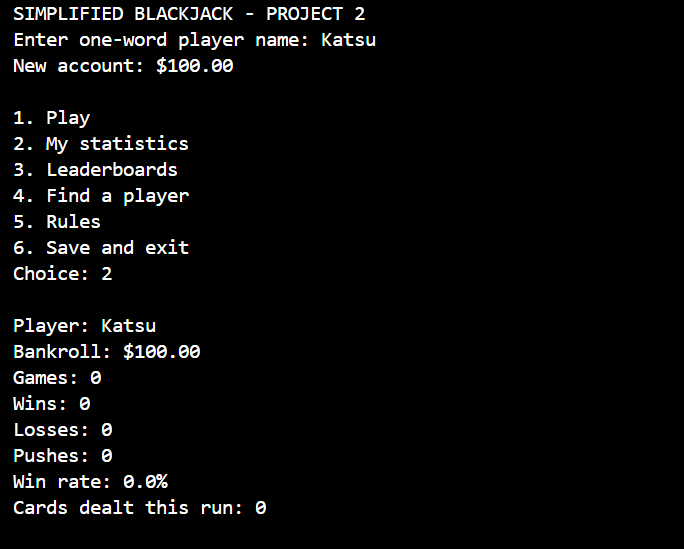 SIMPLIFIED BLACKJACK - PROJECT 2
Enter one-word player name: Katsu
New account: $100.00
1. Play
2. My statistics
3. Leaderboards
4. Find a player
5. Rules
6. Save and exit
Choice: 2
Player: Katsu
Bankroll: $100.00
Games: 0
Wins: 0
Losses: 0
Pushes: 0
Win rate: 0.0%
Cards dealt this run: 0